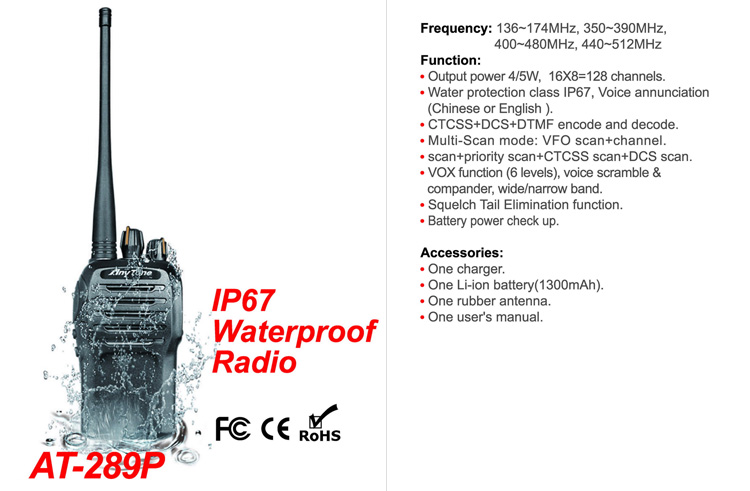 AnyTone
IP67
Waterproof
Radio
FC CE RoHS
AT-289P
Frequency: 136~174MHz, 350~390MHz,
400~480MHz, 440~512MHz
Function:
• Output power 4/5W, 16X8=128 channels.
• Water protection class IP67, Voice annunciation
(Chinese or English ).
• CTCSS+DCS+DTMF encode and decode.
• Multi-Scan mode: VFO scan+channel.
• scan+priority scan+CTCSS scan+DCS scan.
• VOX function (6 levels), voice scramble &
compander, wide/narrow band.
• Squelch Tail Elimination function.
• Battery power check up.
Accessories:
• One charger.
• One Li-ion battery(1300mAh).
• One rubber antenna.
• One user's manual.